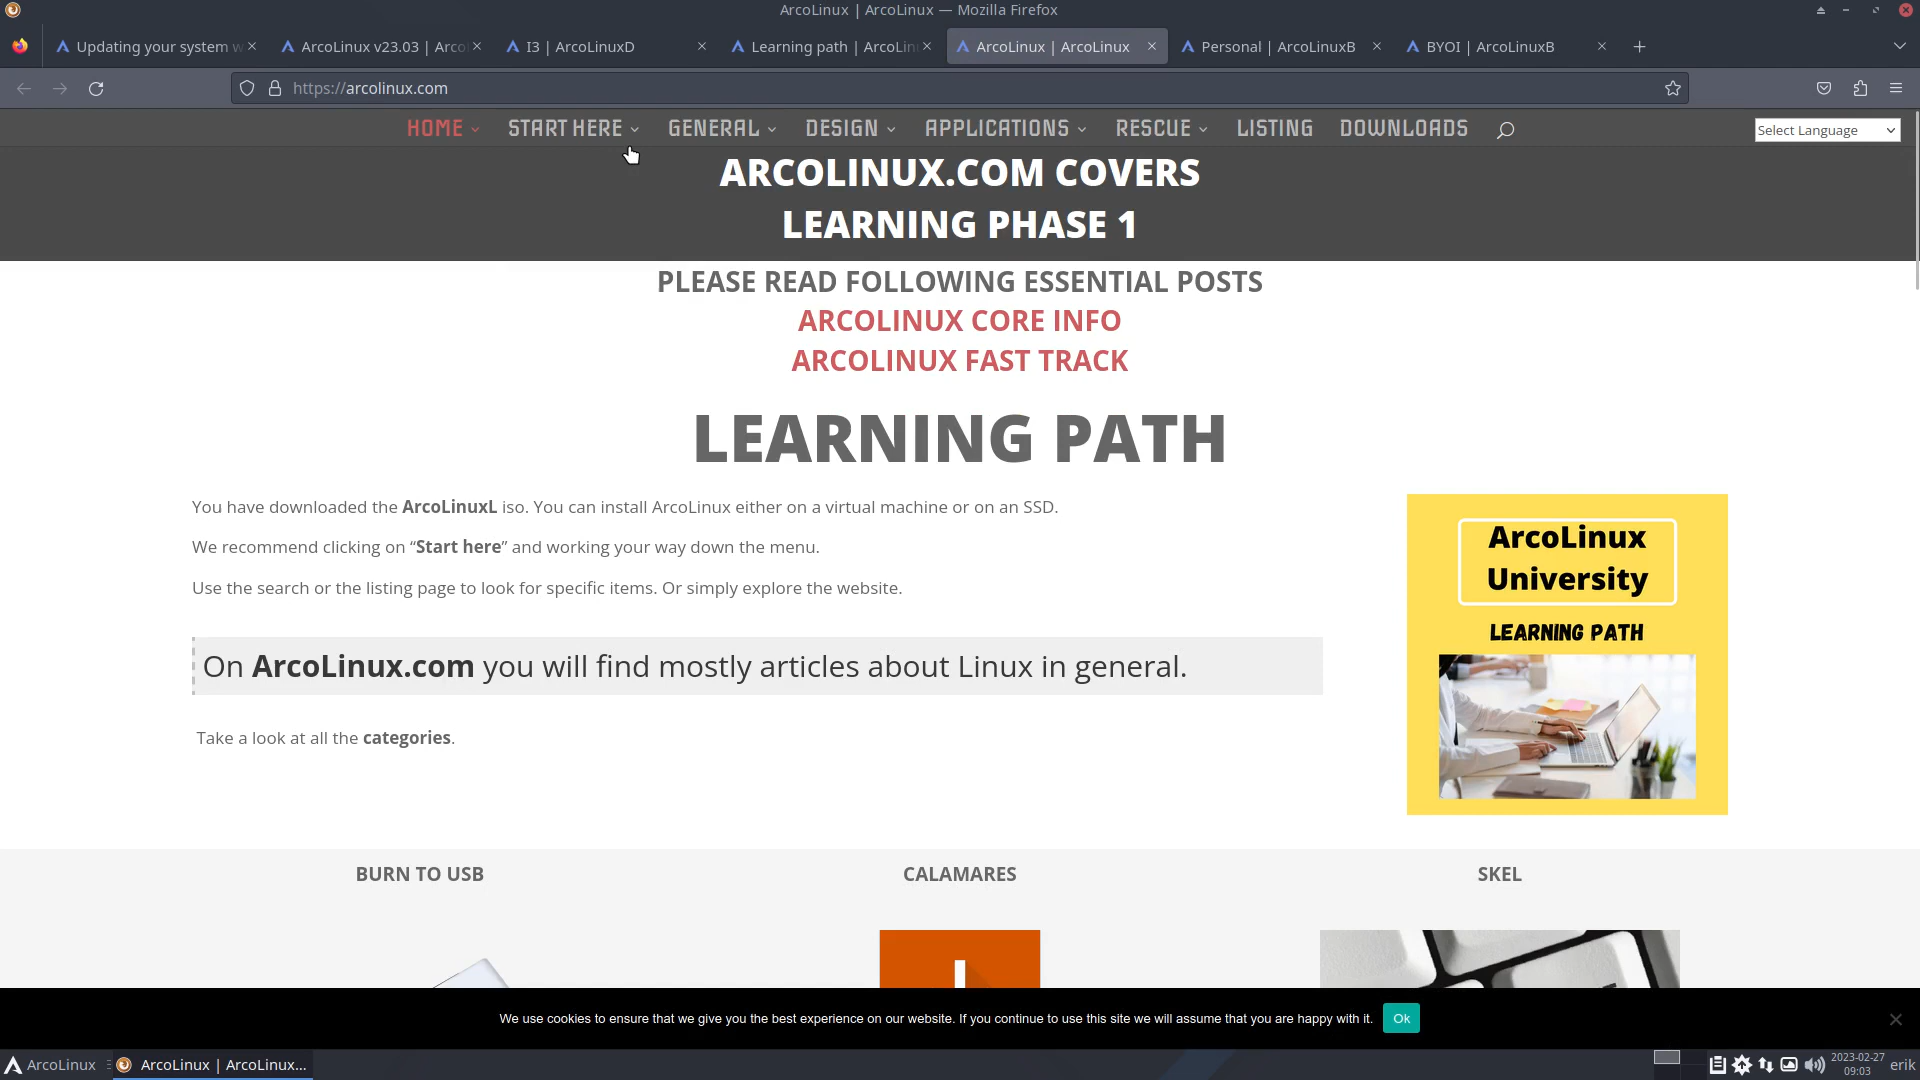 ArcoLinux | ArcoLinux — Mozilla Firefox
Updating your system w
ArcoLinux v23.03 | Arco
I3 | ArcoLinuxD
Learning path | ArcoLin
ArcoLinux | ArcoLinux
Personal | ArcoLinuxB
BYOI | ArcoLinuxB
https://arcolinux.com
HOME START HERE GENERAL DESIGN APPLICATIONS RESCUE LISTING DOWNLOADS
Select Language
ARCOLINUX.COM COVERS
LEARNING PHASE 1
PLEASE READ FOLLOWING ESSENTIAL POSTS
ARCOLINUX CORE INFO
ARCOLINUX FAST TRACK
LEARNING PATH
You have downloaded the ArcoLinuxL iso. You can install ArcoLinux either on a virtual machine or on an SSD.
We recommend clicking on “Start here” and working your way down the menu.
Use the search or the listing page to look for specific items. Or simply explore the website.
On ArcoLinux.com you will find mostly articles about Linux in general.
Take a look at all the categories.
ArcoLinux
University
LEARNING PATH
BURN TO USB
CALAMARES
SKEL
We use cookies to ensure that we give you the best experience on our website. If you continue to use this site we will assume that you are happy with it.
Ok
ArcoLinux
ArcoLinux | ArcoLinux...
2023-02-27
09:03
erik